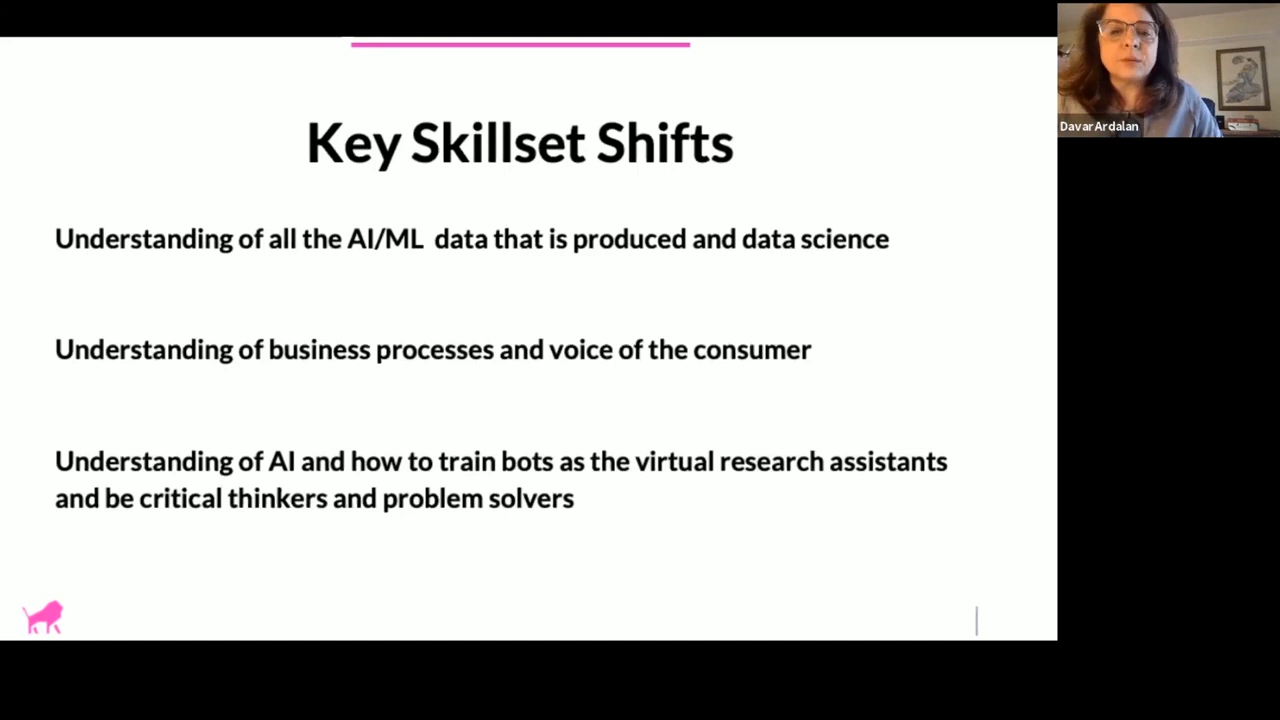 Key Skillset Shifts
Understanding of all the AI/ML data that is produced and data science
Understanding of business processes and voice of the consumer
Understanding of AI and how to train bots as the virtual research assistants
and be critical thinkers and problem solvers
Davar Ardalan